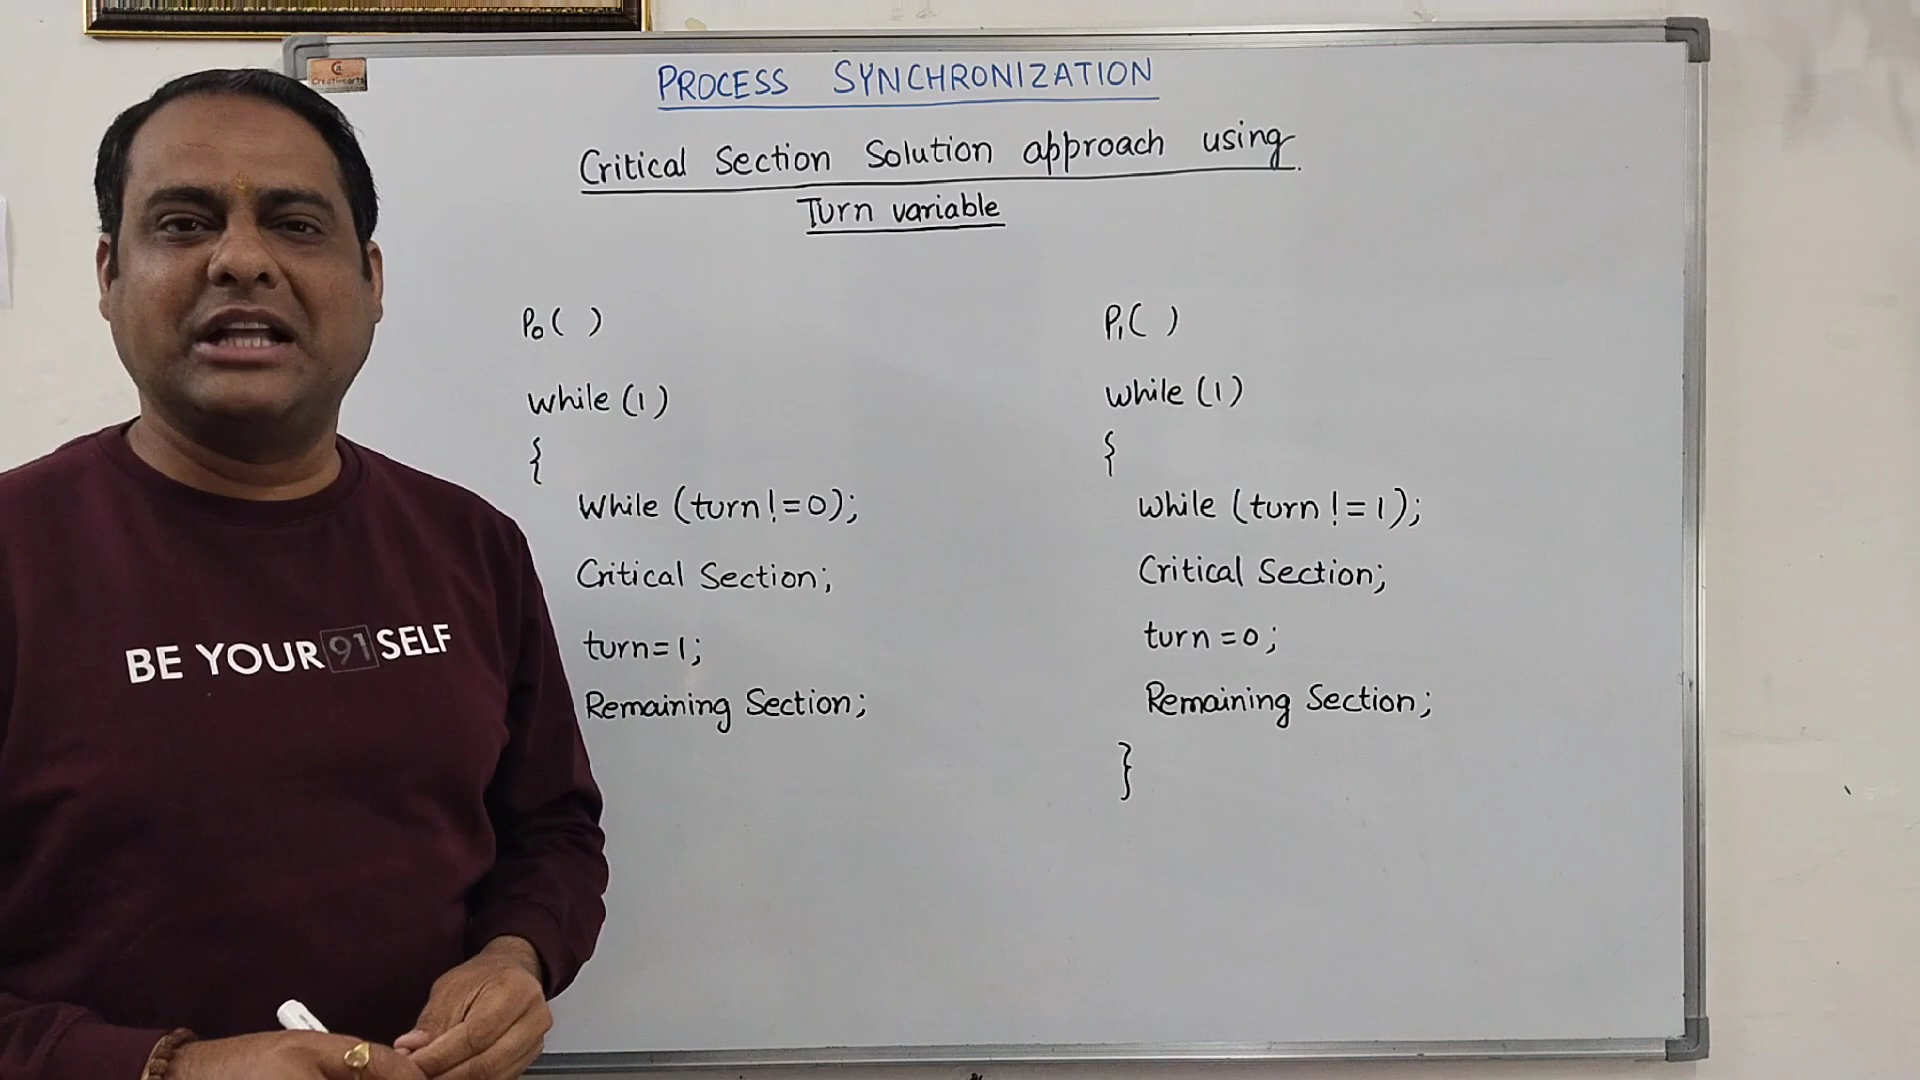 Creativearts
PROCESS SYNCHRONIZATION
Critical Section Solution approach using
Turn variable
P0( )
while (1)
{
While (turn!=0);
Critical Section;
turn=1;
Remaining Section;
P1( )
while (1)
{
while (turn!=1);
Critical Section;
turn=0;
Remaining Section;
}
BE YOUR 91 SELF